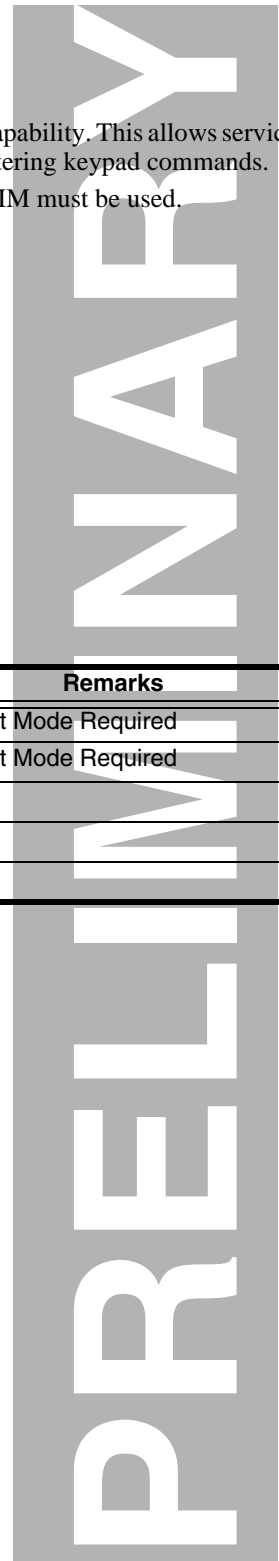 apability. This allows servic
tering keypad commands.
IM must be used.
Remarks
t Mode Required
t Mode Required
PRELIMINARY